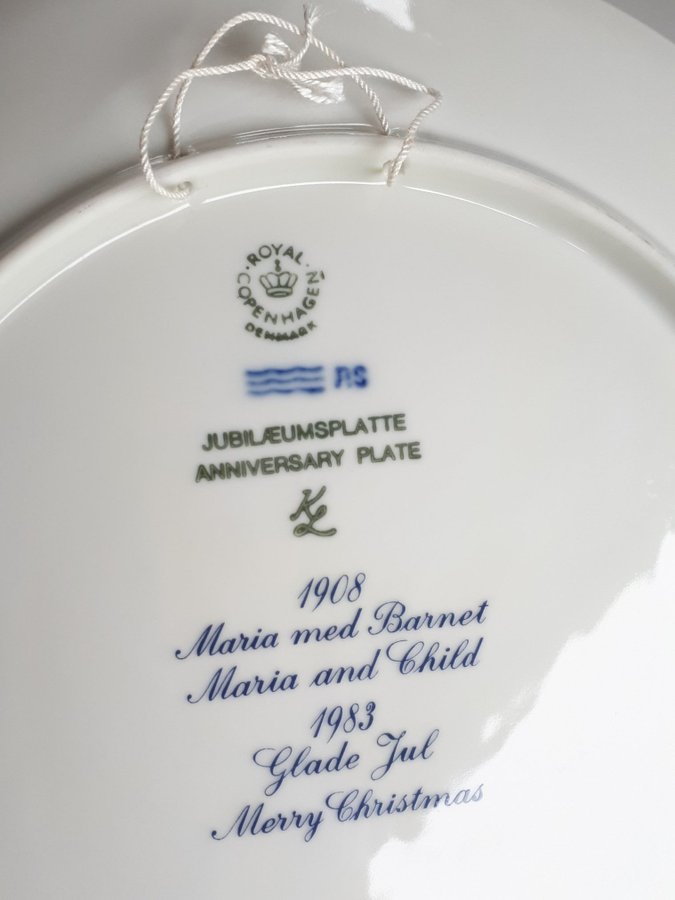 ROYAL
COPENHAGEN
DENMARK
RS
JUBILÆUMSPLATTE
ANNIVERSARY PLATE
KL
1908
Maria med Barnet
Maria and Child
1983
Glade Jul
Merry Christmas